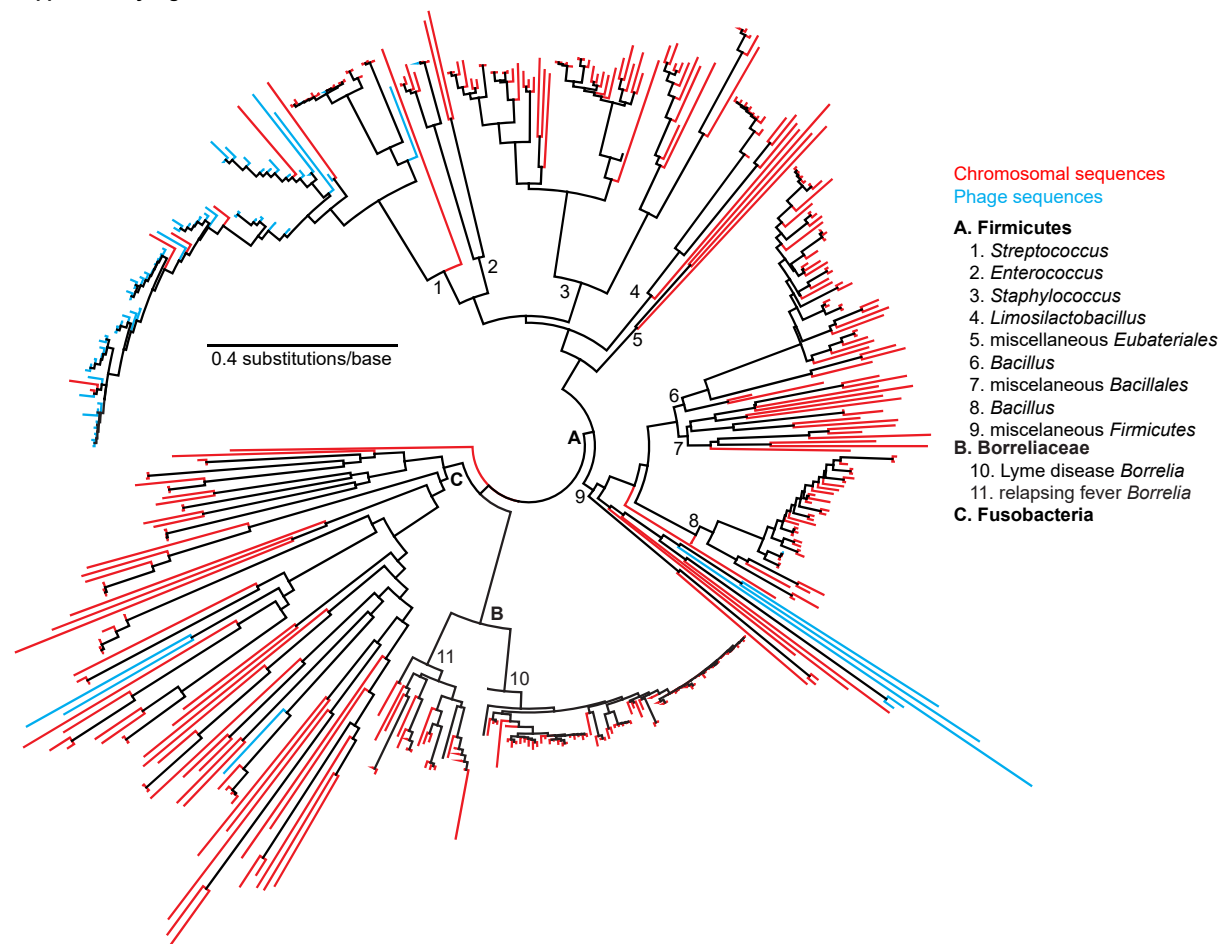 1
2
3
4
5
0.4 substitutions/base
6
7
A
C
9
8
B
11
10
Chromosomal sequences
Phage sequences
A. Firmicutes
1. Streptococcus
2. Enterococcus
3. Staphylococcus
4. Limosilactobacillus
5. miscellaneous Eubateriales
6. Bacillus
7. miscelaneous Bacillales
8. Bacillus
9. miscellaneous Firmicutes
B. Borreliaceae
10. Lyme disease Borrelia
11. relapsing fever Borrelia
C. Fusobacteria